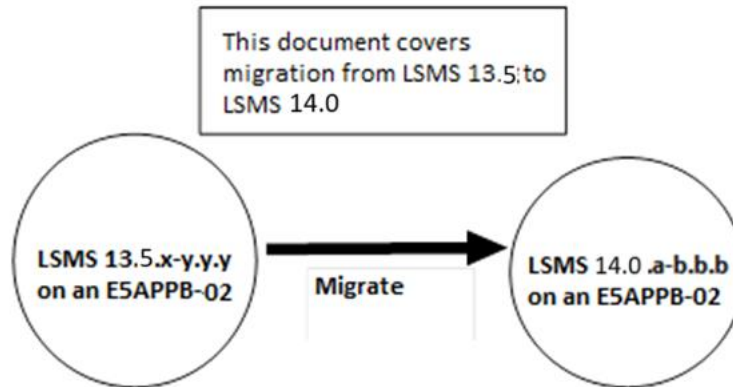 This document covers
migration from LSMS 13.5 to
LSMS 14.0
LSMS 13.5.x-y.y.y
on an E5APPB-02
Migrate
LSMS 14.0 .a-b.b.b
on an E5APPB-02